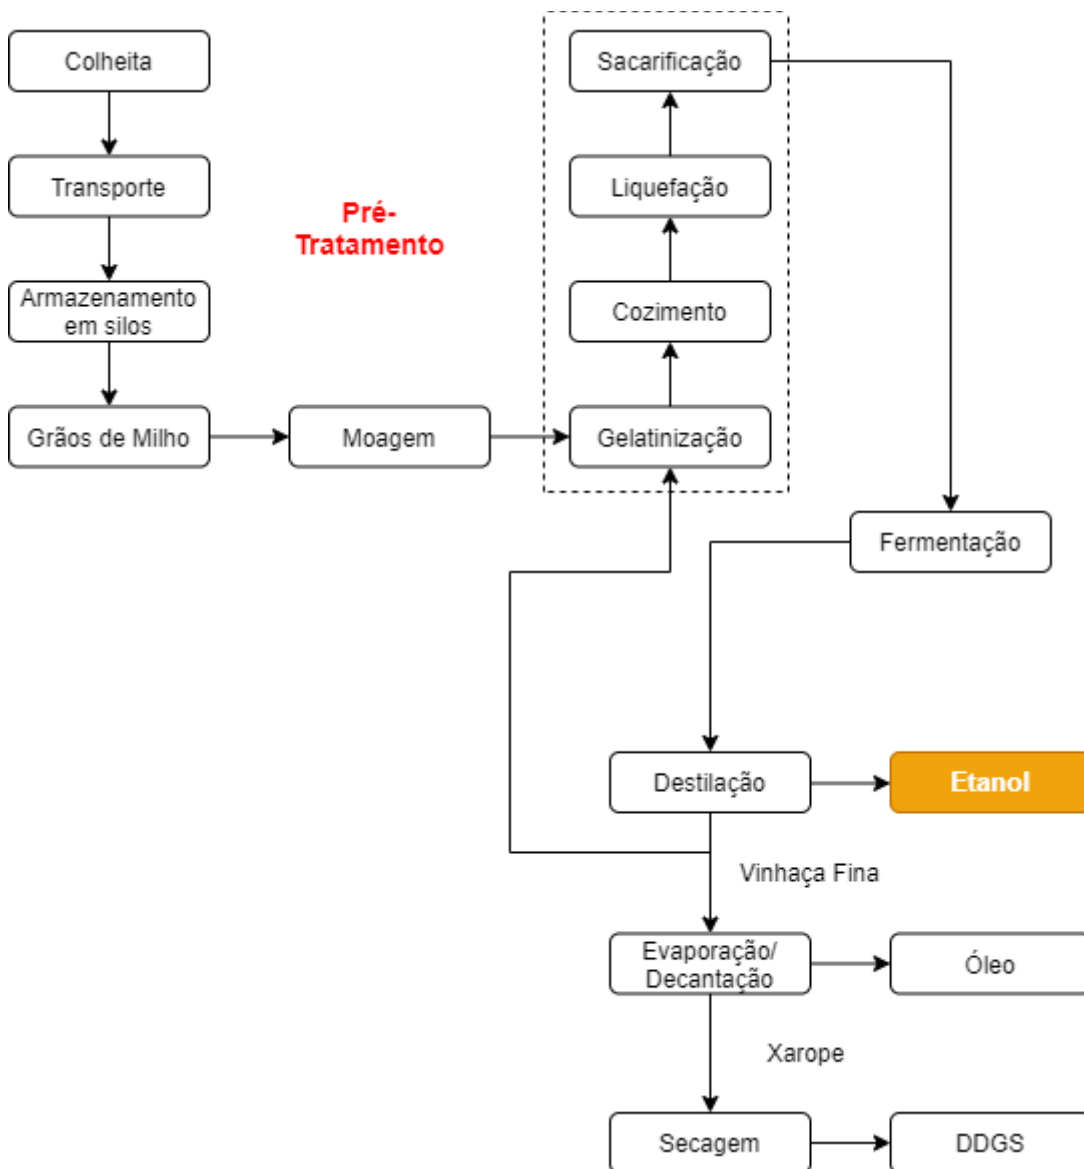 Colheita
Transporte
Armazenamento
em silos
Grãos de Milho
Pré-
Tratamento
Moagem
Sacarificação
Liquefação
Cozimento
Gelatinização
Fermentação
Destilação
Etanol
Vinhaça Fina
Evaporação/
Decantação
Óleo
Xarope
Secagem
DDGS